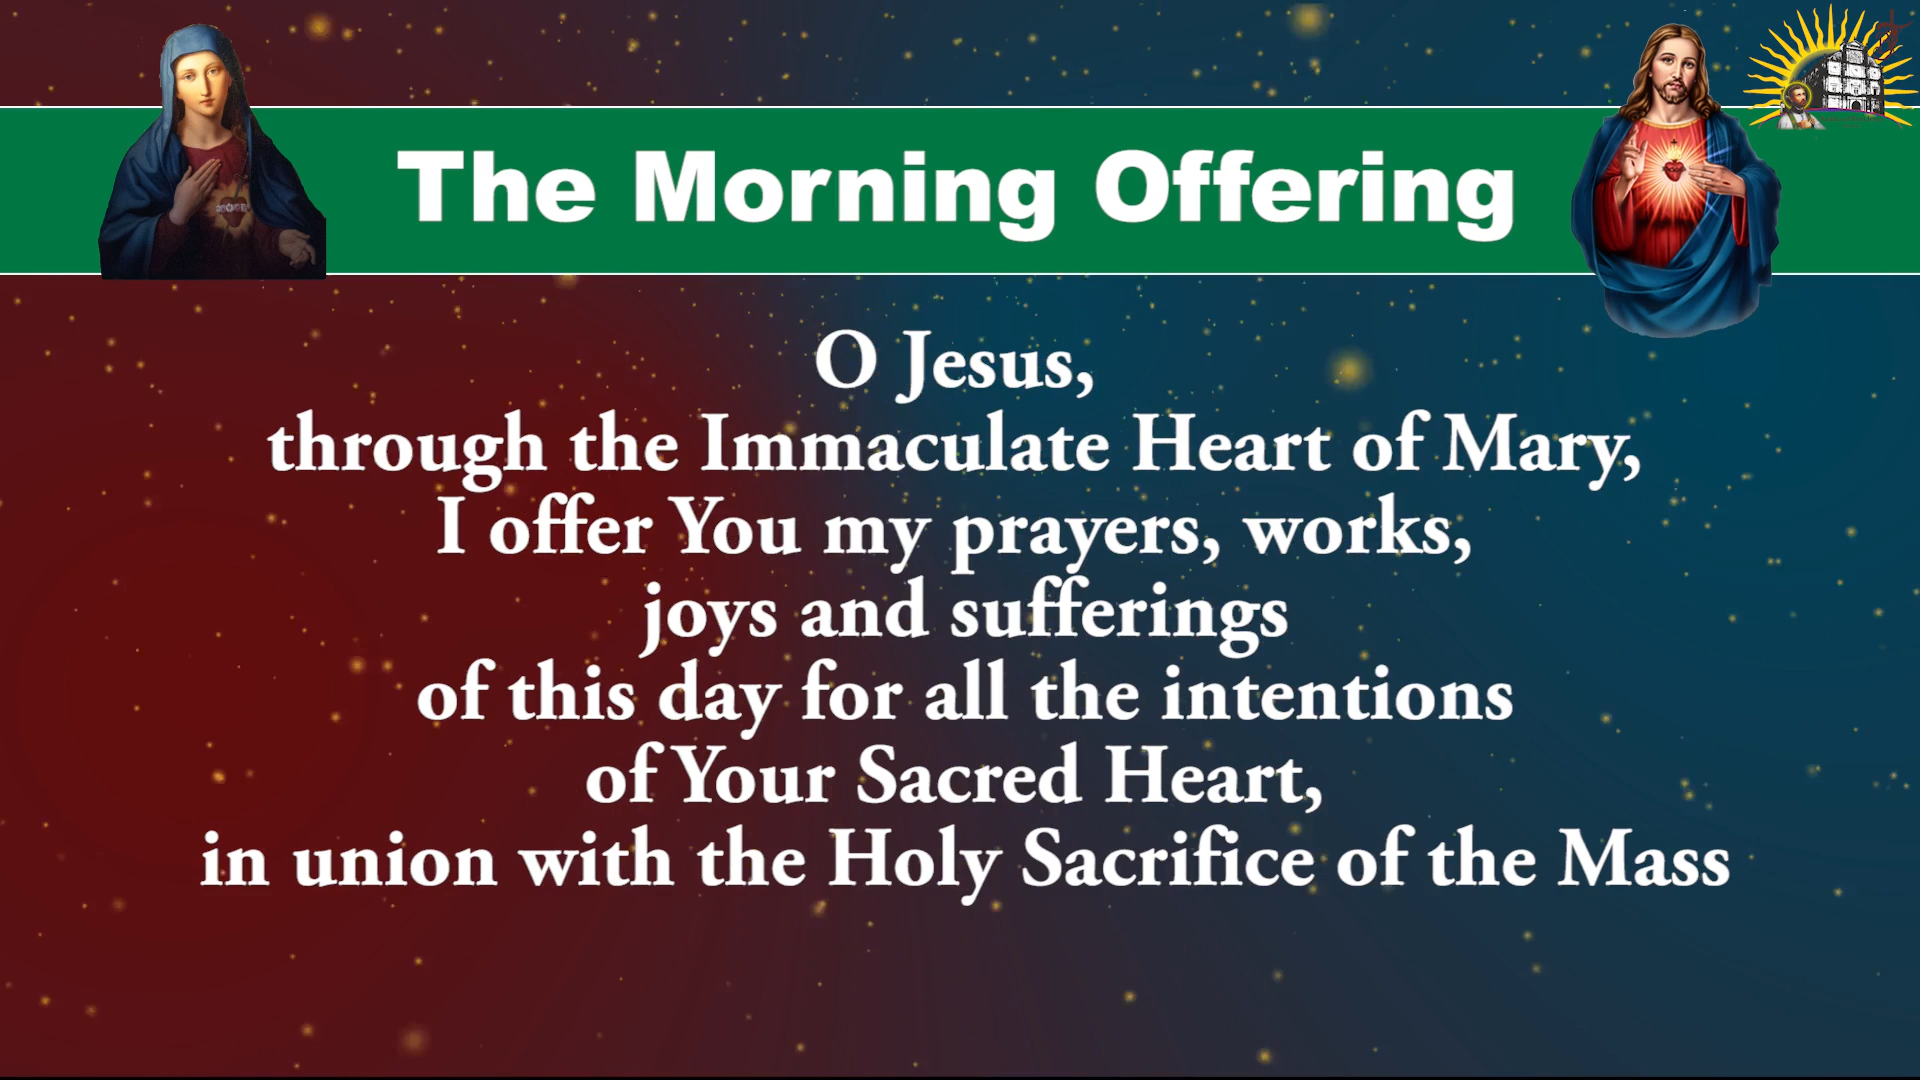 The Morning Offering
O Jesus,
through the Immaculate Heart of Mary,
I offer You my prayers, works,
joys and sufferings
of this day for all the intentions
of Your Sacred Heart,
in union with the Holy Sacrifice of the Mass